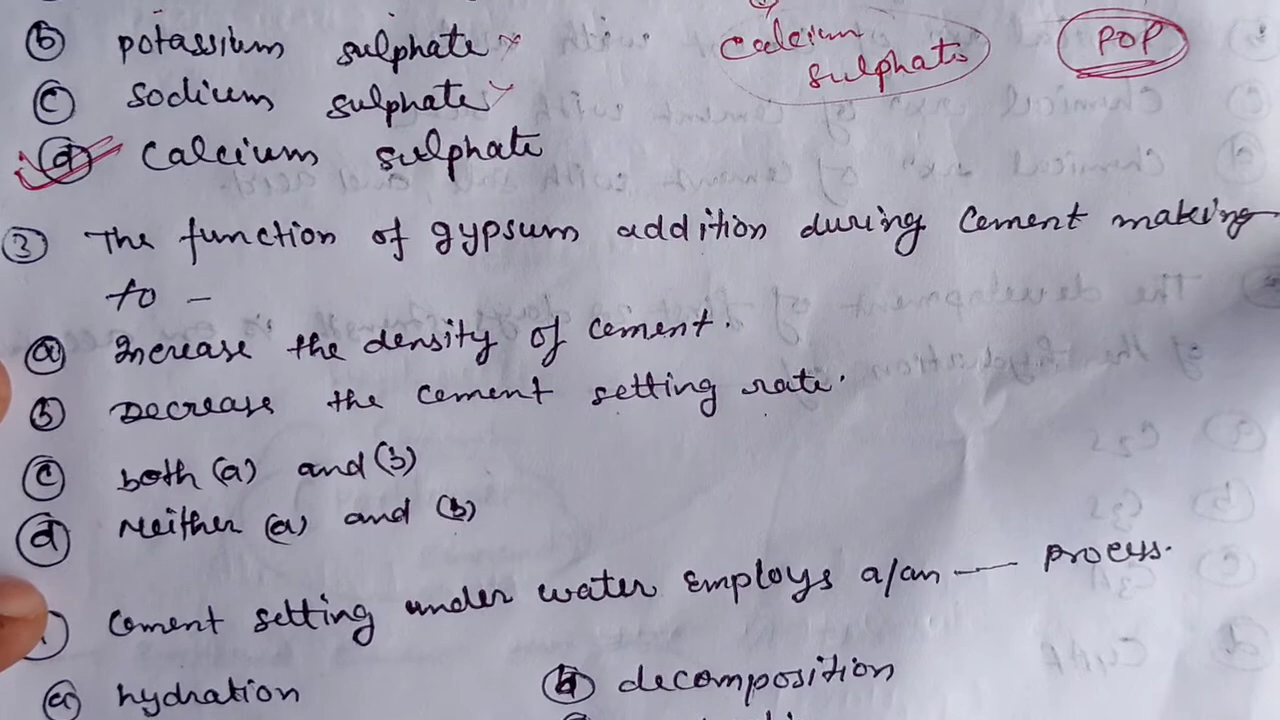 (b) potassium sulphate x
calcium sulphate
POP
(c) sodium sulphate
(d) calcium sulphate
(3) The function of gypsum addition during cement making
to –
(a) Increase the density of cement.
(b) Decrease the cement setting rate.
(c) both (a) and (b)
(d) Neither (a) and (b)
Cement setting under water employs a/an — process.
(a) hydration (b) decomposition